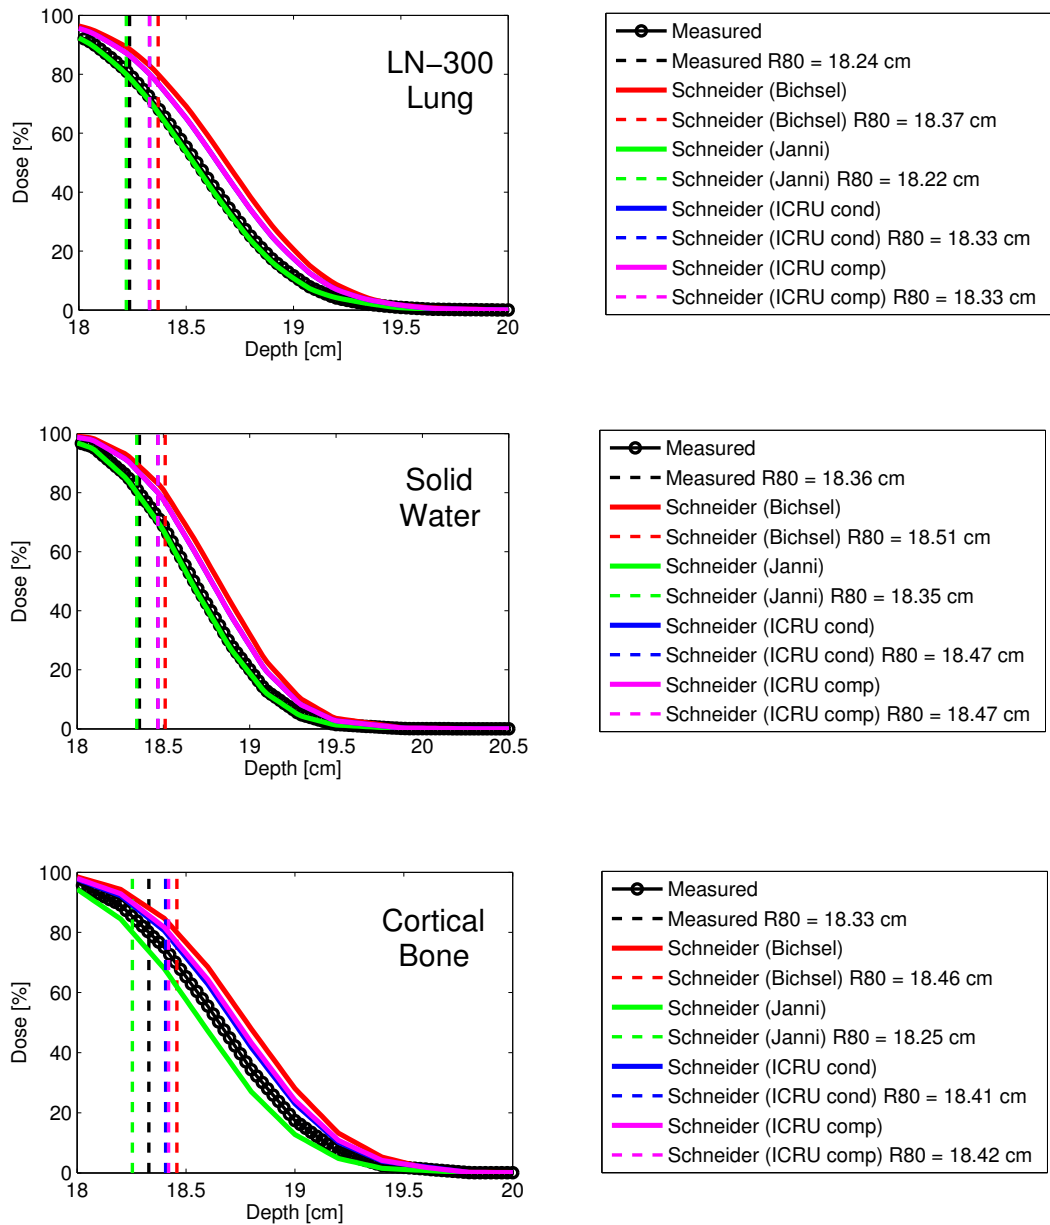 100
80
60
40
20
0
Dose [%]
18
18.5
19
19.5
20
Depth [cm]
LN−300
Lung
Measured
Measured R80 = 18.24 cm
Schneider (Bichsel)
Schneider (Bichsel) R80 = 18.37 cm
Schneider (Janni)
Schneider (Janni) R80 = 18.22 cm
Schneider (ICRU cond)
Schneider (ICRU cond) R80 = 18.33 cm
Schneider (ICRU comp)
Schneider (ICRU comp) R80 = 18.33 cm
100
80
60
40
20
0
Dose [%]
18
18.5
19
19.5
20
20.5
Depth [cm]
Solid
Water
Measured
Measured R80 = 18.36 cm
Schneider (Bichsel)
Schneider (Bichsel) R80 = 18.51 cm
Schneider (Janni)
Schneider (Janni) R80 = 18.35 cm
Schneider (ICRU cond)
Schneider (ICRU cond) R80 = 18.47 cm
Schneider (ICRU comp)
Schneider (ICRU comp) R80 = 18.47 cm
100
80
60
40
20
0
Dose [%]
18
18.5
19
19.5
20
Depth [cm]
Cortical
Bone
Measured
Measured R80 = 18.33 cm
Schneider (Bichsel)
Schneider (Bichsel) R80 = 18.46 cm
Schneider (Janni)
Schneider (Janni) R80 = 18.25 cm
Schneider (ICRU cond)
Schneider (ICRU cond) R80 = 18.41 cm
Schneider (ICRU comp)
Schneider (ICRU comp) R80 = 18.42 cm